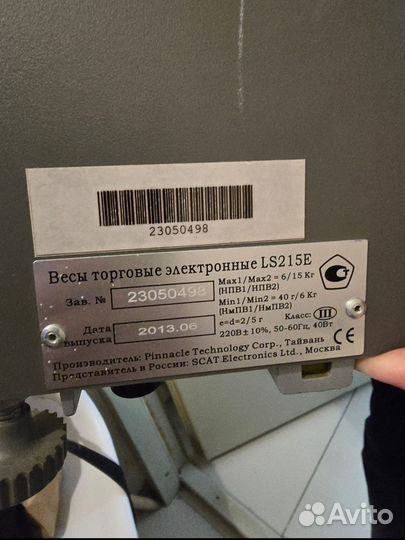 23050498
Весы торговые электронные LS215E
Зав. № 23050498
Max1/Max2 = 6/15 Кг
(НПВ1/НПВ2)
Min1/Min2 = 40 г/6 Кг
(НмПВ1/НмПВ2)
Дата выпуска 2013.06
e=d=2/5 г Класс: III
220В±10%, 50-60Гц, 40Вт
Производитель: Pinnacle Technology Corp., Тайвань
Представитель в России: SCAT Electronics Ltd., Москва
CE
Avito